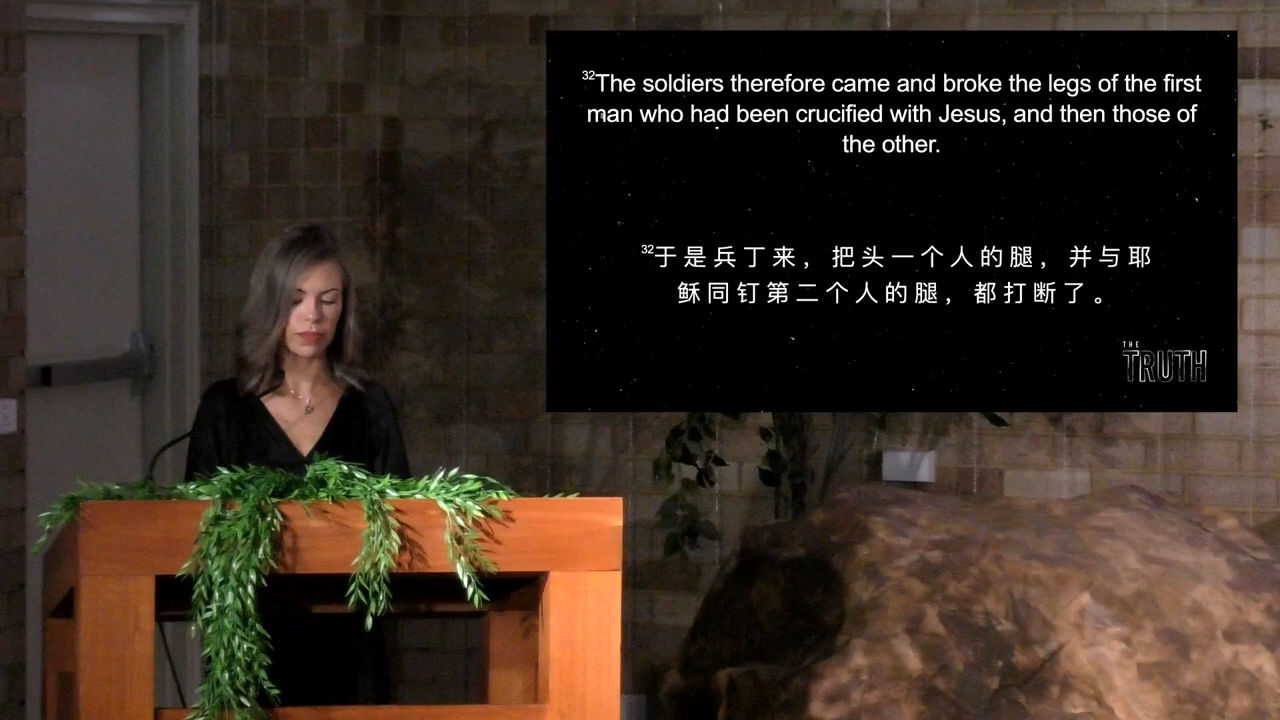 32The soldiers therefore came and broke the legs of the first
man who had been crucified with Jesus, and then those of
the other.
32于是兵丁来，把头一个人的腿，并与耶
稣同钉第二个人的腿，都打断了。
THE
TRUTH